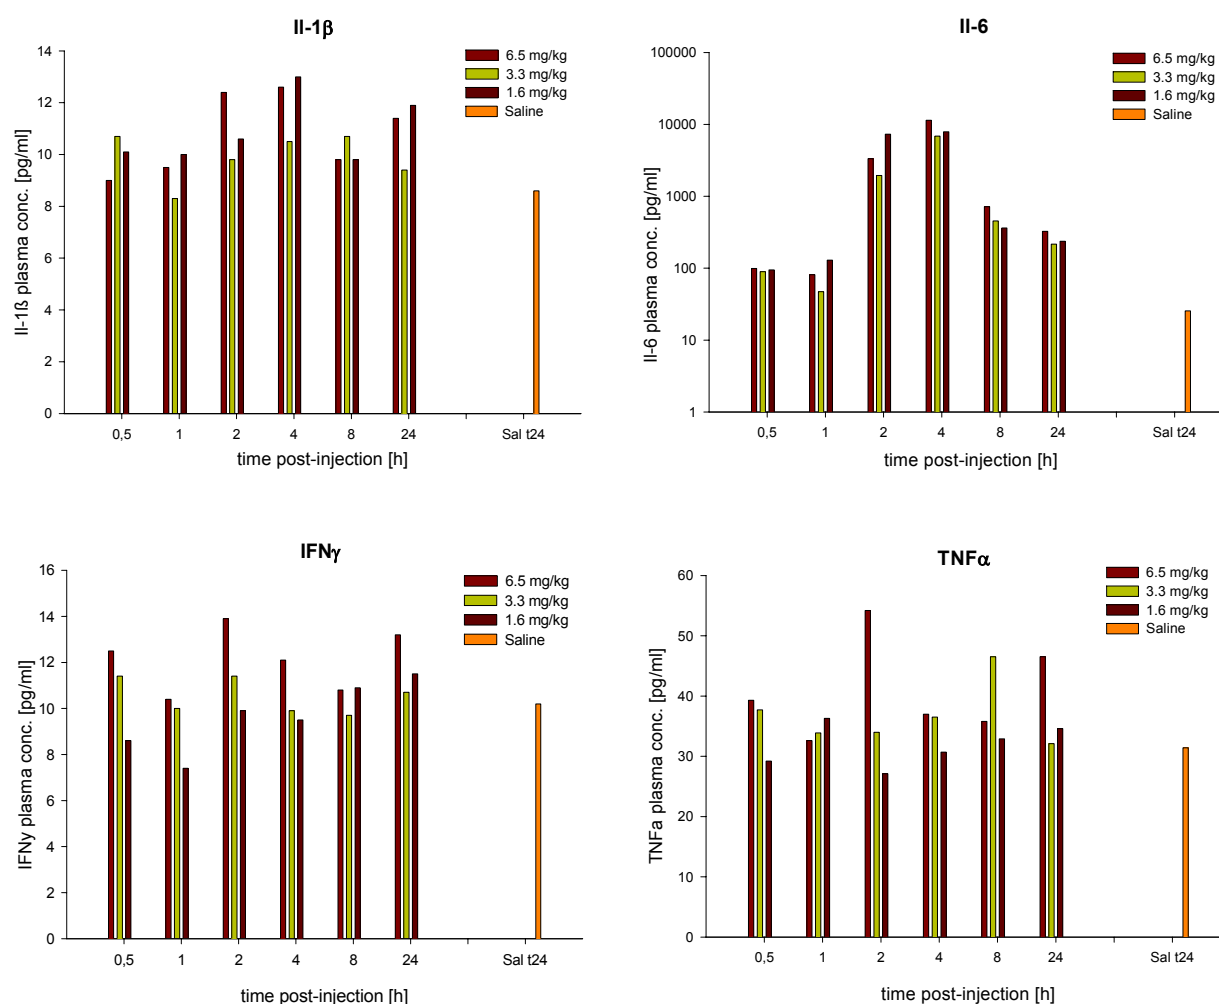 Il-1β
14
12
10
8
6
4
2
0
Il-1ß plasma conc. [pg/ml]
6.5 mg/kg
3.3 mg/kg
1.6 mg/kg
Saline
0,5 1 2 4 8 24 Sal t24
time post-injection [h]
Il-6
100000
10000
1000
100
10
1
Il-6 plasma conc. [pg/ml]
6.5 mg/kg
3.3 mg/kg
1.6 mg/kg
Saline
0,5 1 2 4 8 24 Sal t24
time post-injection [h]
IFNγ
16
14
12
10
8
6
4
2
0
IFNy plasma conc. [pg/ml]
6.5 mg/kg
3.3 mg/kg
1.6 mg/kg
Saline
0,5 1 2 4 8 24 Sal t24
time post-injection [h]
TNFα
60
50
40
30
20
10
0
TNFa plasma conc. [pg/ml]
6.5 mg/kg
3.3 mg/kg
1.6 mg/kg
Saline
0,5 1 2 4 8 24 Sal t24
time post-injection [h]